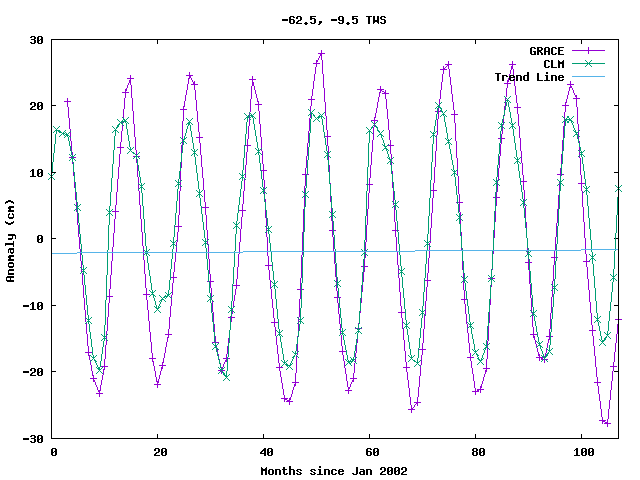 -62.5, -9.5 TWS
GRACE
CLM
Trend Line
30
20
10
0
-10
-20
-30
Anomaly (cm)
0 20 40 60 80 100
Months since Jan 2002